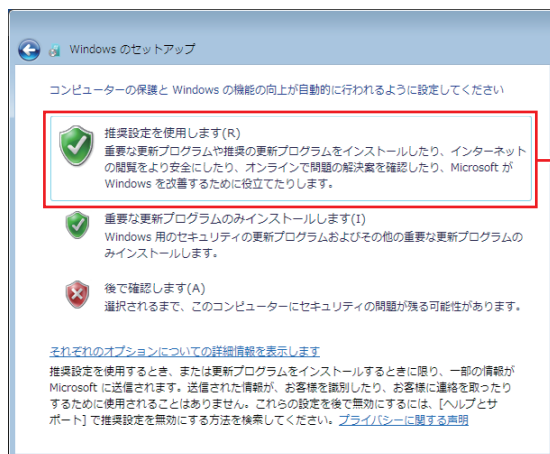 Windows のセットアップ
コンピューターの保護と Windows の機能の向上が自動的に行われるように設定してください
推奨設定を使用します(R)
重要な更新プログラムや推奨の更新プログラムをインストールしたり、インターネット
の閲覧をより安全にしたり、オンラインで問題の解決案を確認したり、Microsoft が
Windows を改善するために役立てたりします。
重要な更新プログラムのみインストールします(I)
Windows 用のセキュリティの更新プログラムおよびその他の重要な更新プログラムの
みインストールします。
後で確認します(A)
選択されるまで、このコンピューターにセキュリティの問題が残る可能性があります。
それぞれのオプションについての詳細情報を表示します
推奨設定を使用するとき、または更新プログラムをインストールするときに限り、一部の情報が
Microsoft に送信されます。送信された情報が、お客様を識別したり、お客様に連絡を取ったり
するために使用されることはありません。これらの設定を後で無効にするには、[ヘルプとサ
ポート] で推奨設定を無効にする方法を検索してください。プライバシーに関する声明